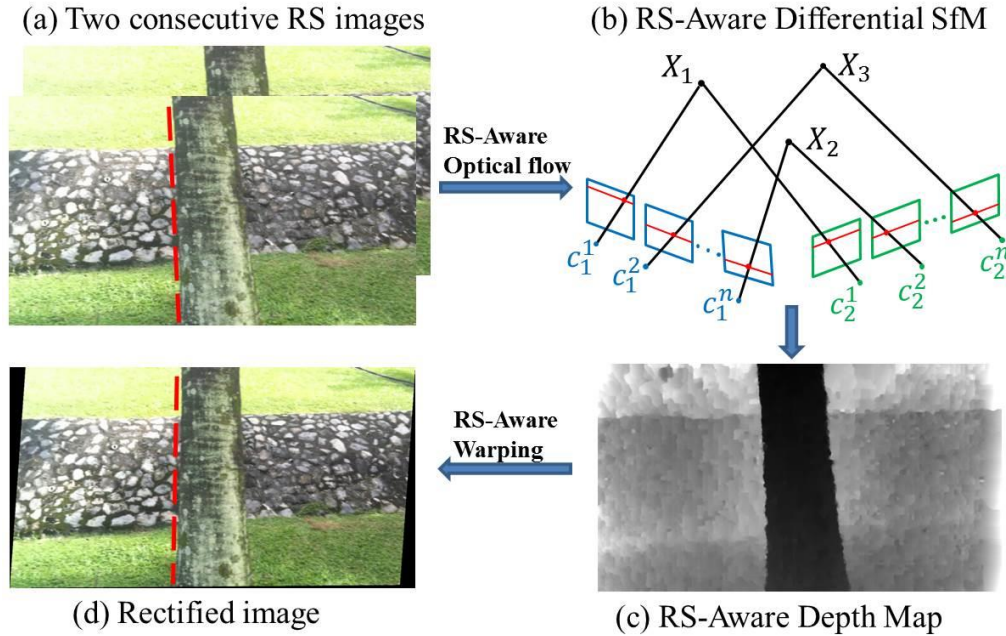 (a) Two consecutive RS images
(b) RS-Aware Differential SfM
X₁
X₃
X₂
RS-Aware
Optical flow
c₁¹
c₁²
...
c₁ⁿ
c₂¹
c₂²
...
c₂ⁿ
RS-Aware
Warping
(d) Rectified image
(c) RS-Aware Depth Map